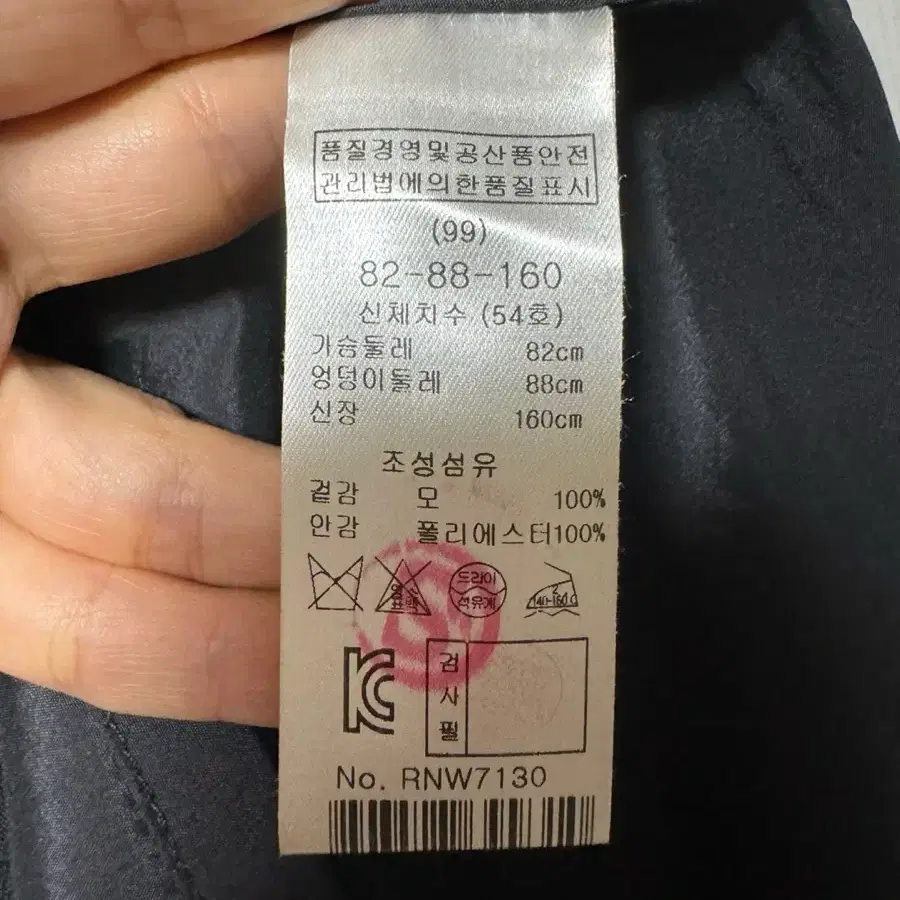 품질경영및공산품안전
관리법에의한품질표시
(99)
82-88-160
신체치수 (54호)
가슴둘레 82cm
엉덩이둘레 88cm
신장 160cm
조성섬유
겉감 모 100%
안감 폴리에스터100%
염소
표백
드라이
석유계
140-160℃
검사필
No. RNW7130